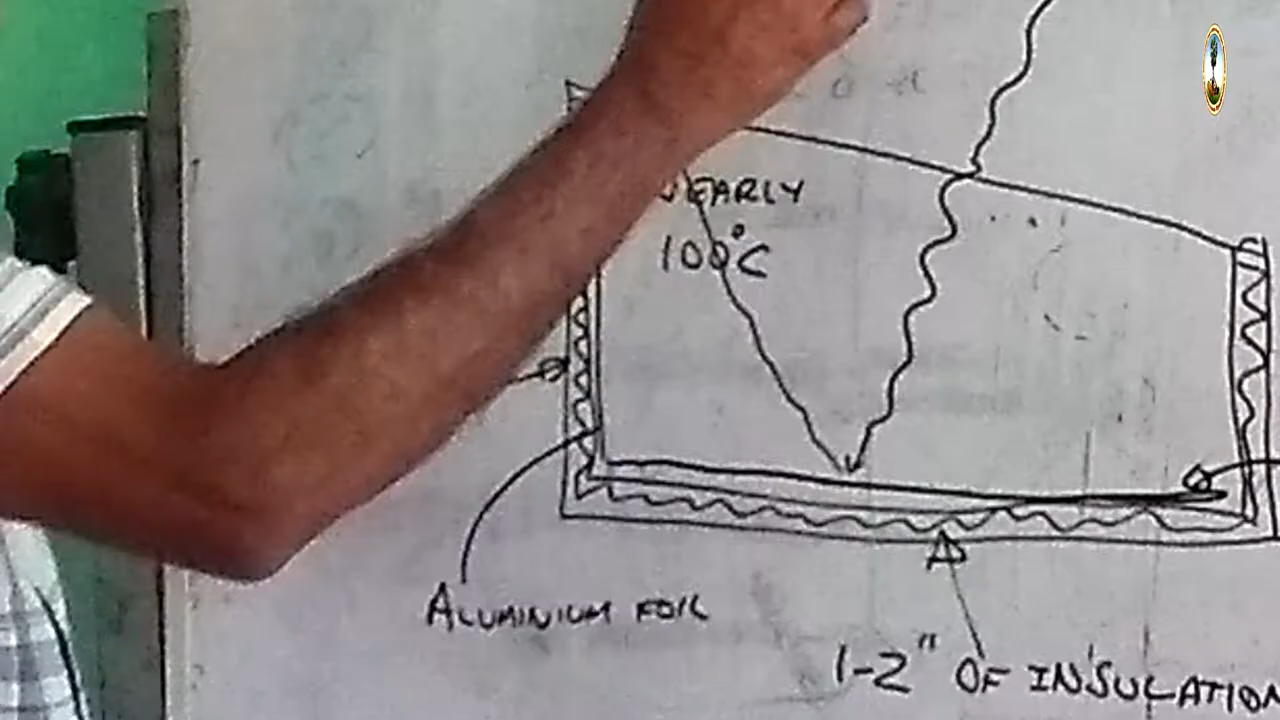 NEARLY
100°C
ALUMINIUM FOIL
1-2" OF INSULATION